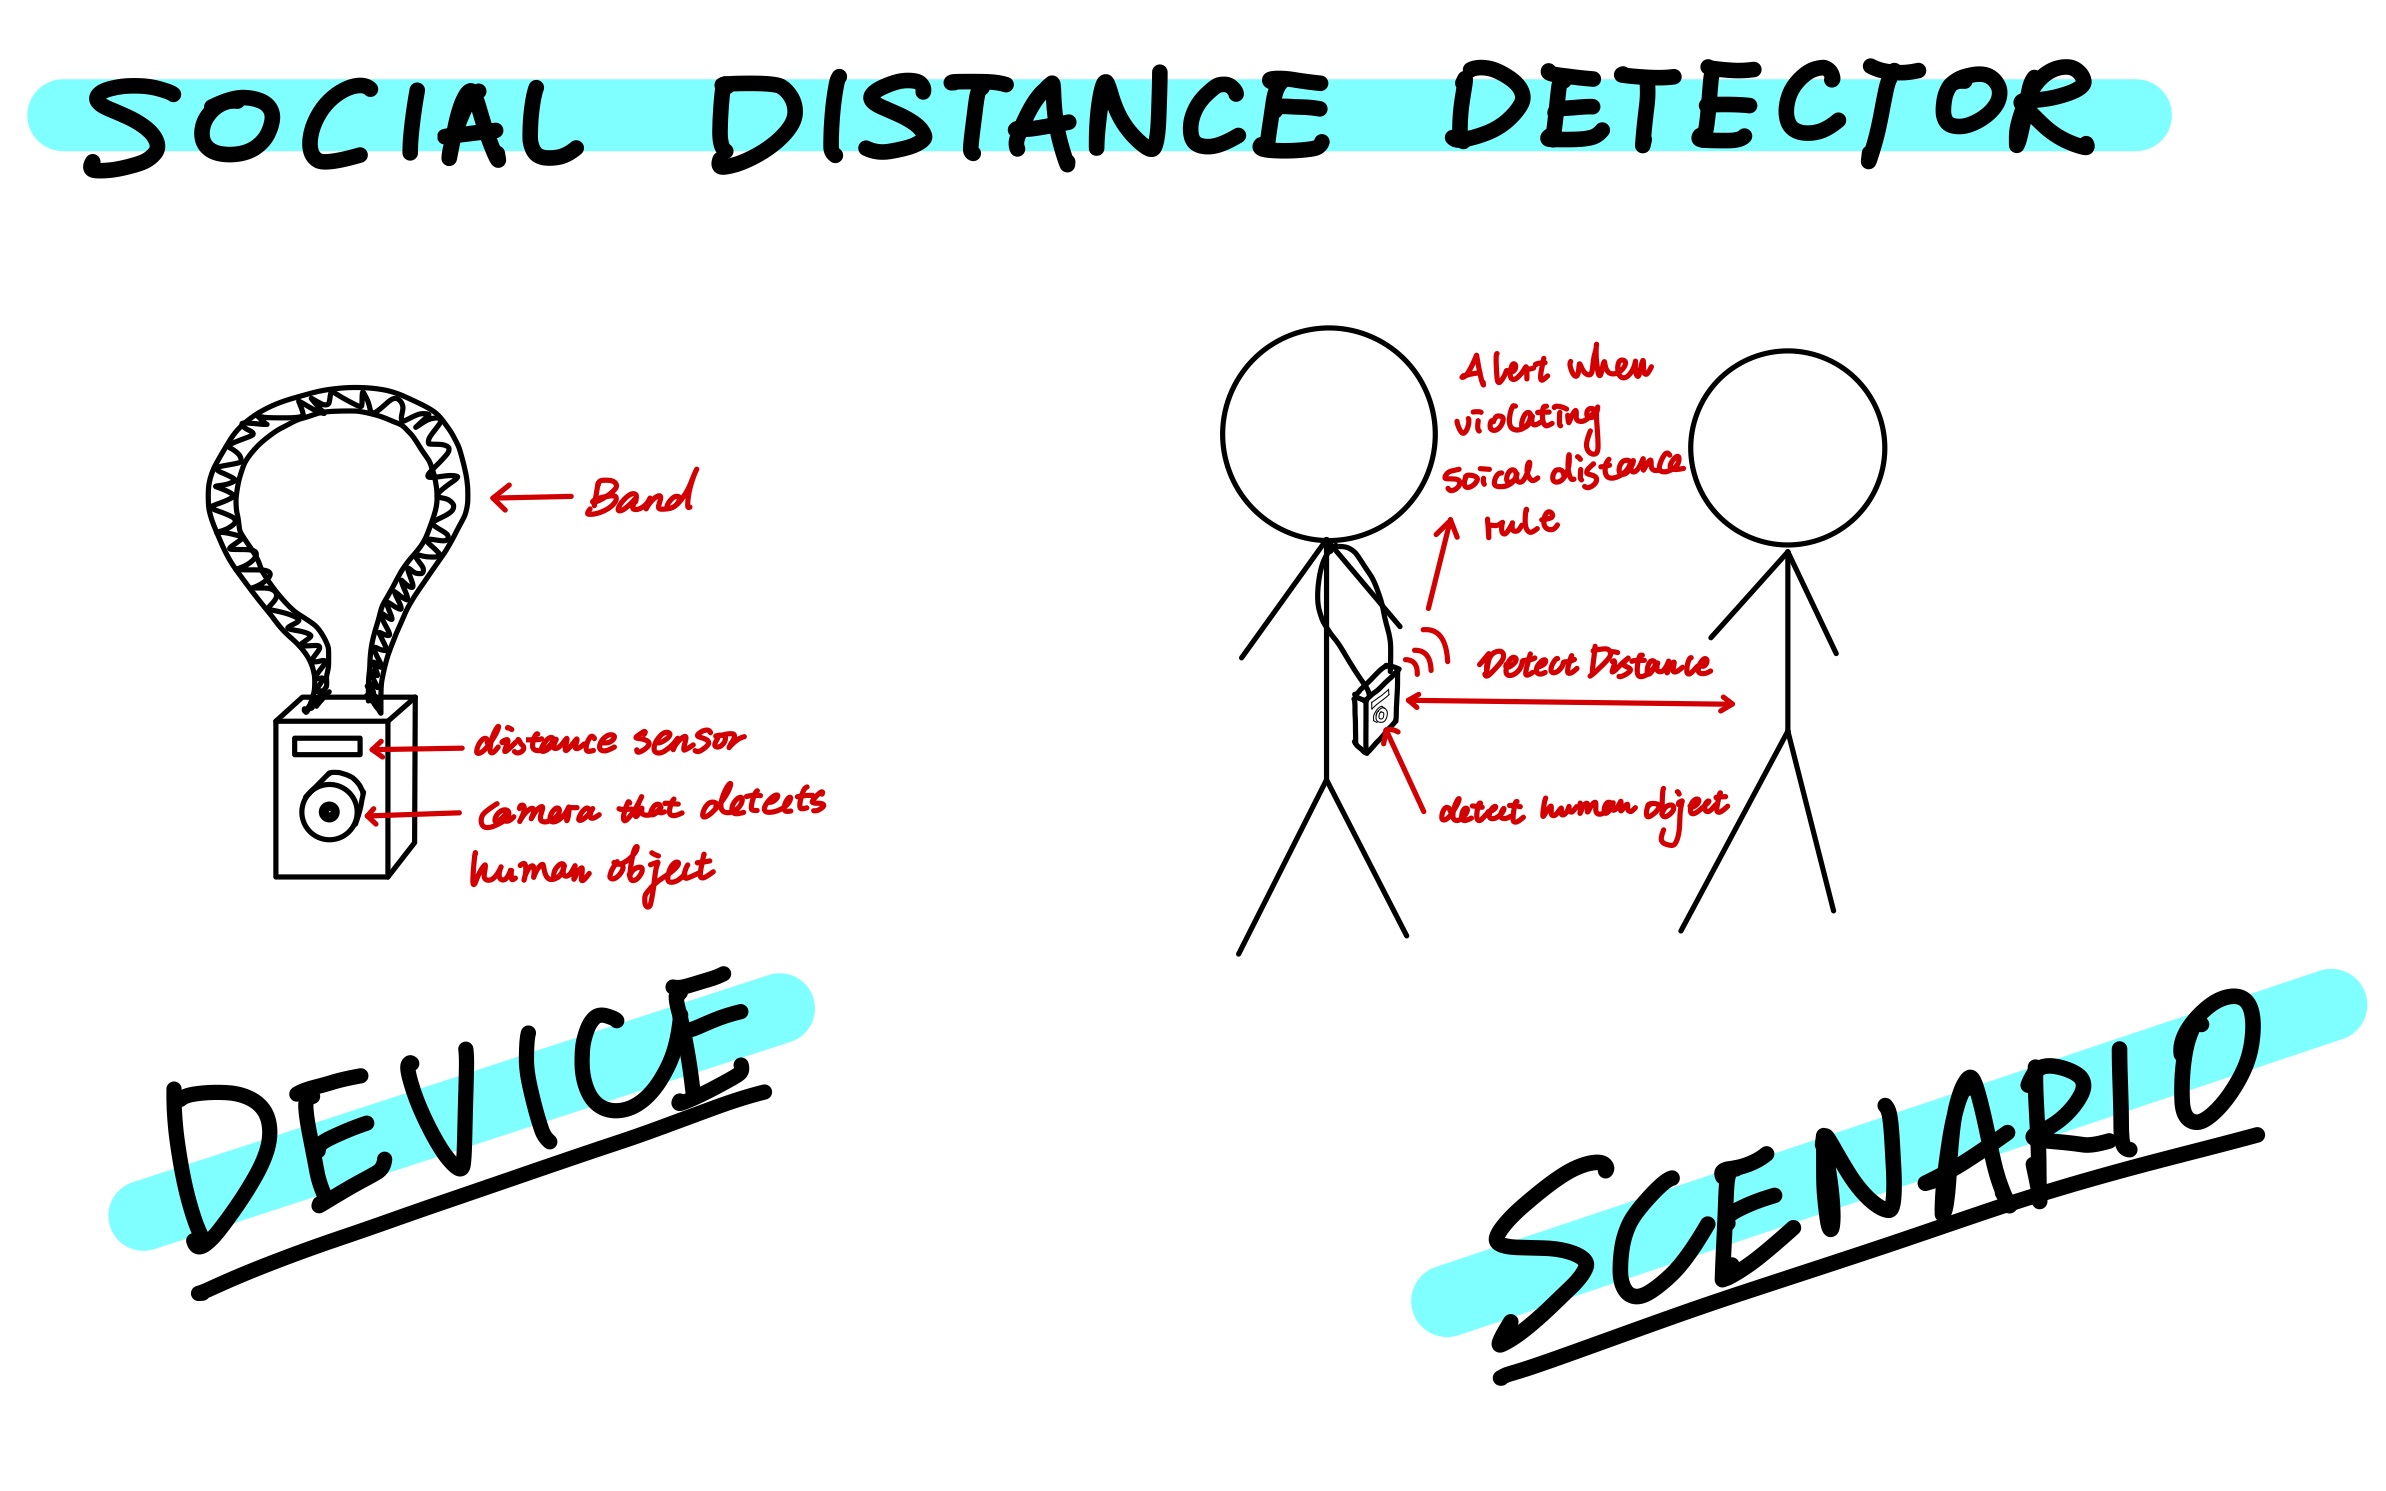 SOCIAL DISTANCE DETECTOR
Band
distance sensor
camera that detects
human object
DEVICE
Alert when
violating
soical distance
rule
Detect Distance
detect human object
SCENARIO